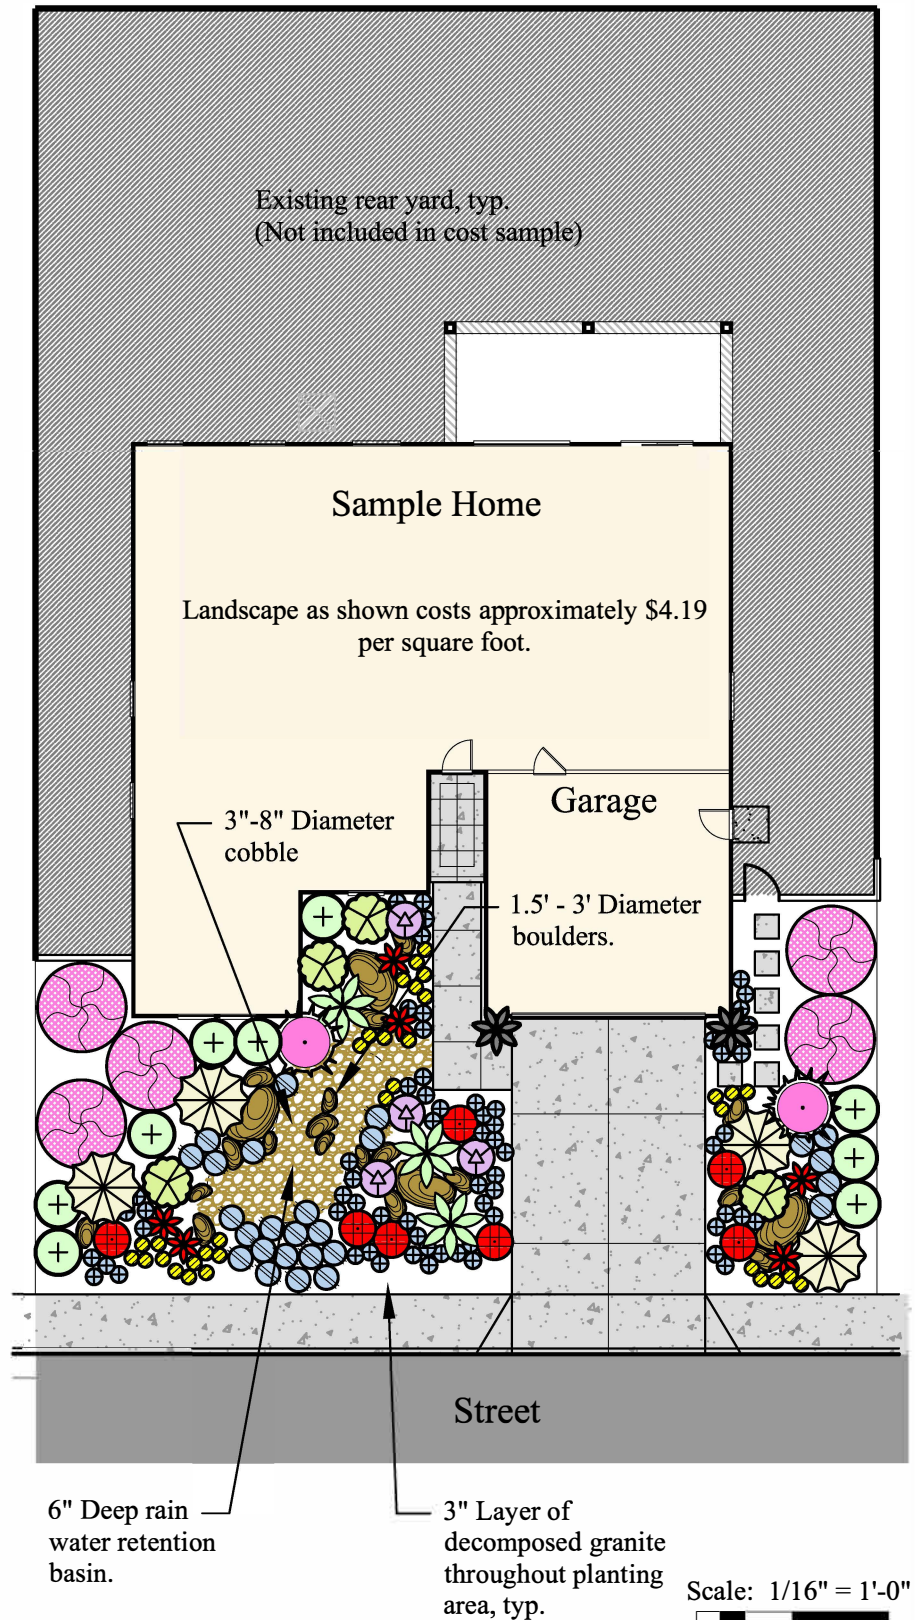 Existing rear yard, typ.
(Not included in cost sample)
Sample Home
Landscape as shown costs approximately $4.19
per square foot.
Garage
3"-8" Diameter
cobble
1.5' - 3' Diameter
boulders.
Street
6" Deep rain
water retention
basin.
3" Layer of
decomposed granite
throughout planting
area, typ.
Scale: 1/16" = 1'-0"